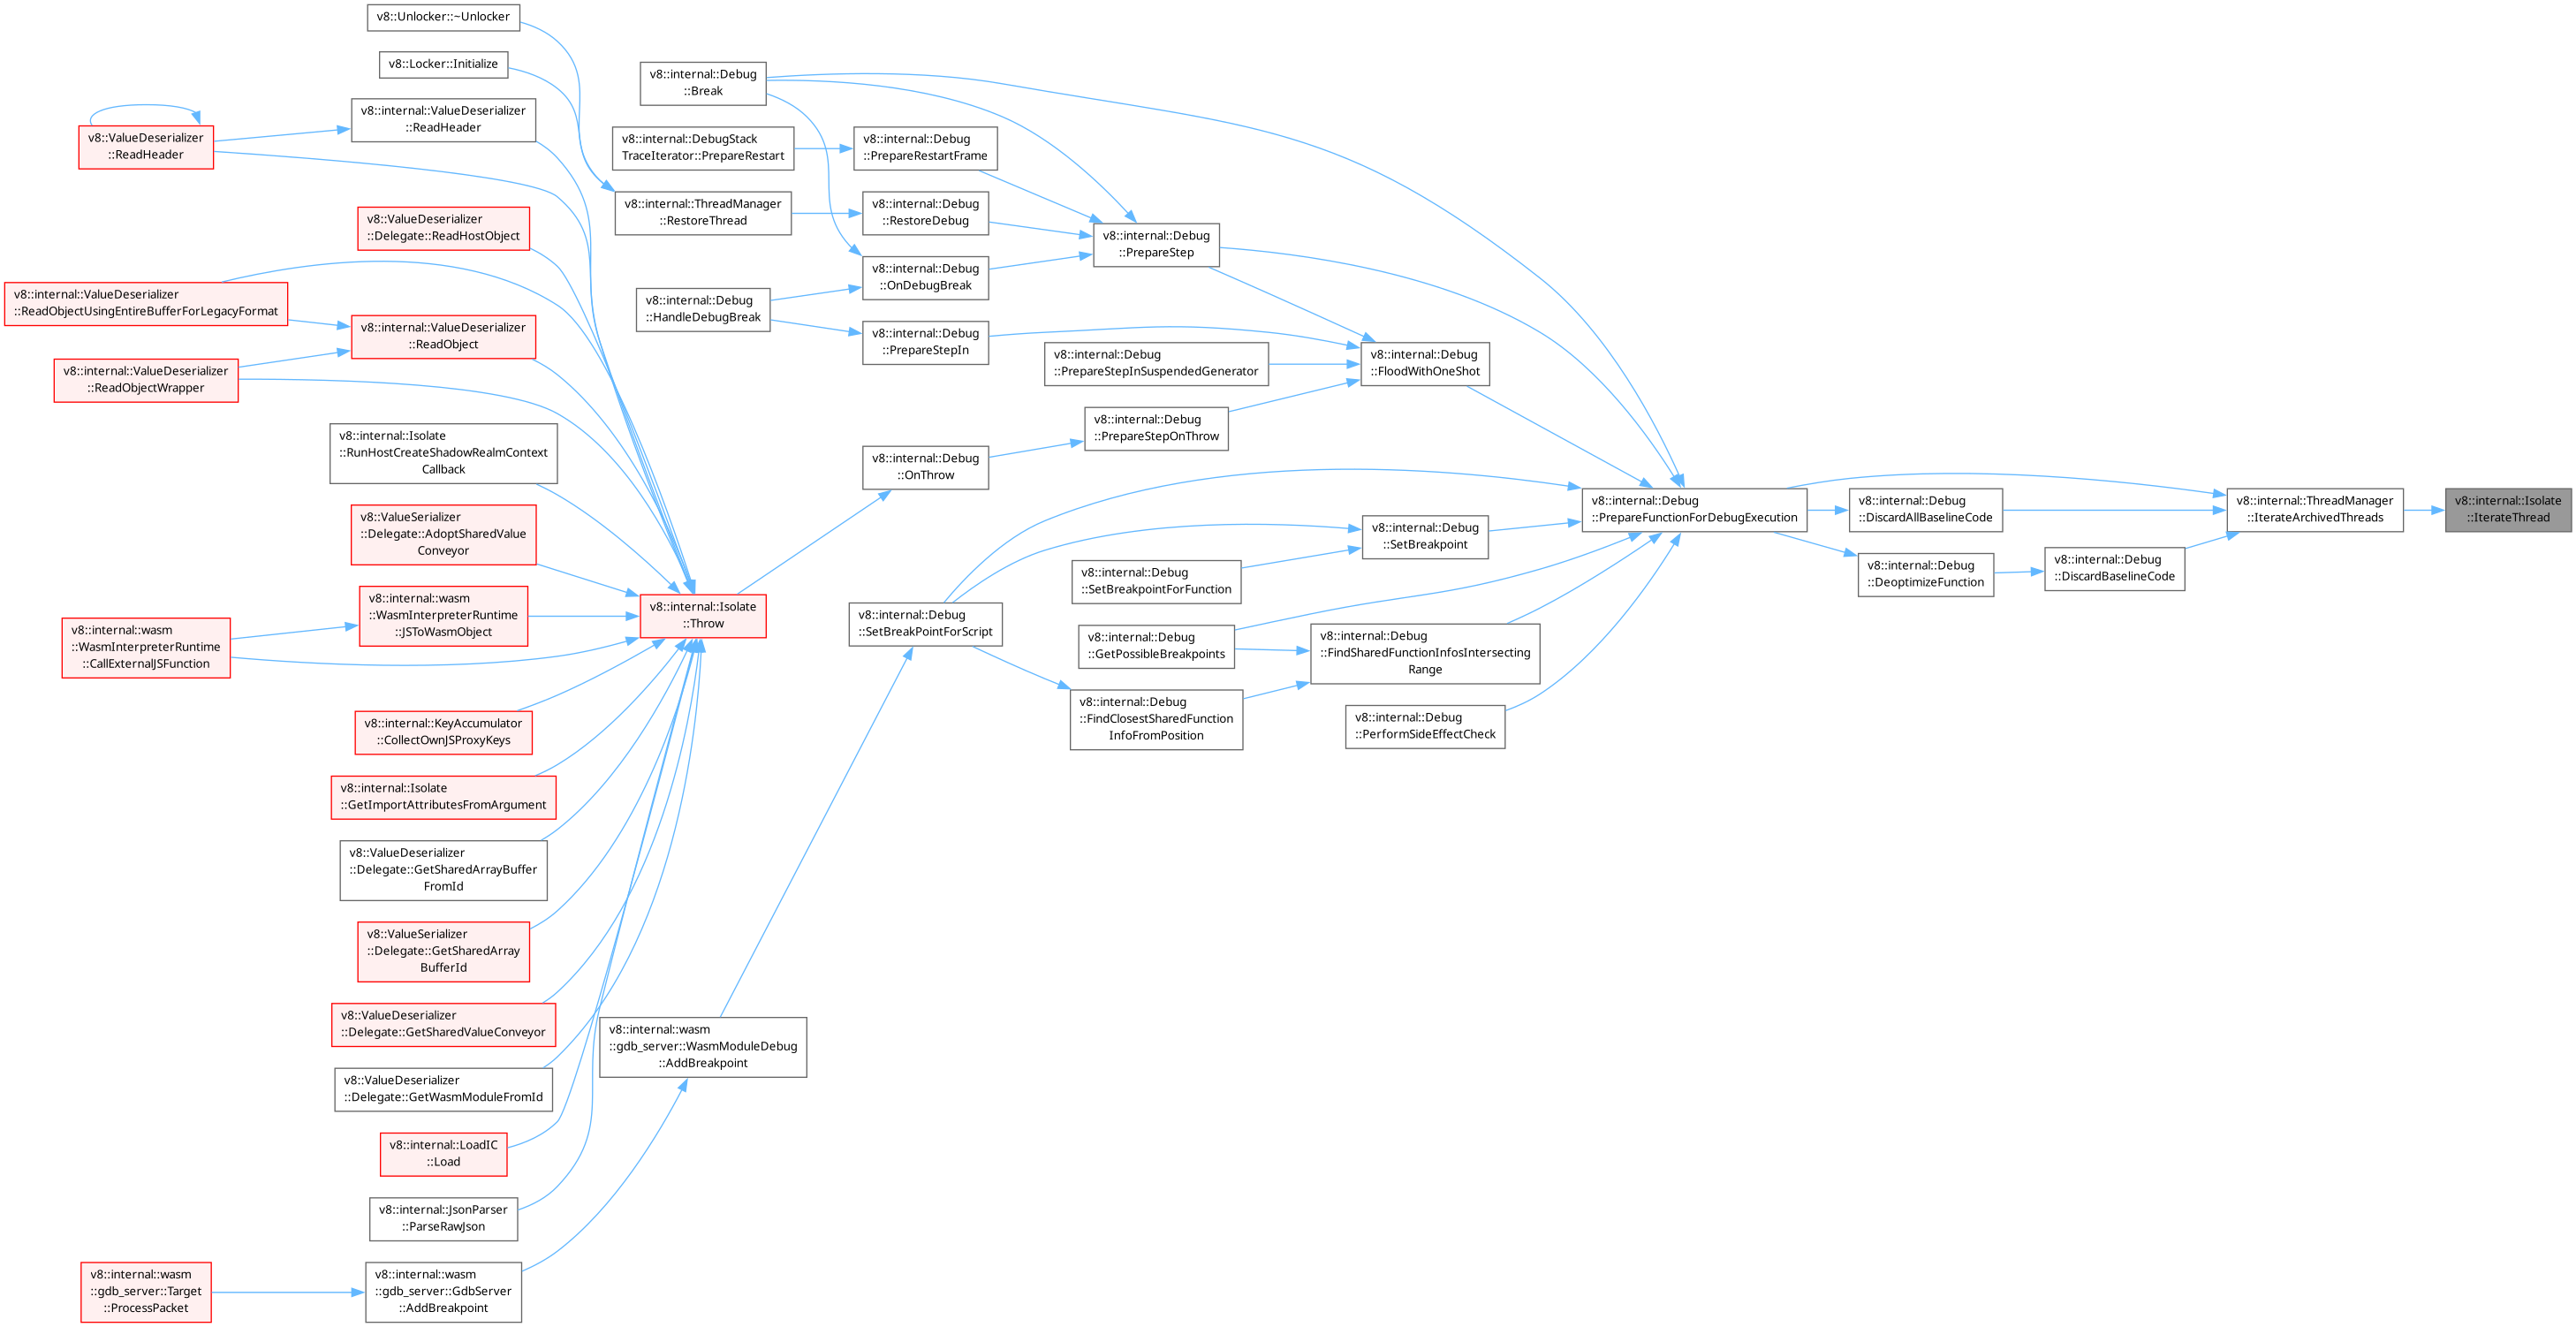 v8::Unlocker::~Unlocker
v8::Locker::Initialize
v8::internal::ValueDeserializer
::ReadHeader
v8::ValueDeserializer
::ReadHeader
v8::ValueDeserializer
::Delegate::ReadHostObject
v8::internal::ValueDeserializer
::ReadObjectUsingEntireBufferForLegacyFormat
v8::internal::ValueDeserializer
::ReadObject
v8::internal::ValueDeserializer
::ReadObjectWrapper
v8::internal::Isolate
::RunHostCreateShadowRealmContext
Callback
v8::ValueSerializer
::Delegate::AdoptSharedValue
Conveyor
v8::internal::wasm
::WasmInterpreterRuntime
::JSToWasmObject
v8::internal::wasm
::WasmInterpreterRuntime
::CallExternalJSFunction
v8::internal::KeyAccumulator
::CollectOwnJSProxyKeys
v8::internal::Isolate
::GetImportAttributesFromArgument
v8::ValueDeserializer
::Delegate::GetSharedArrayBuffer
FromId
v8::ValueSerializer
::Delegate::GetSharedArray
BufferId
v8::ValueDeserializer
::Delegate::GetSharedValueConveyor
v8::ValueDeserializer
::Delegate::GetWasmModuleFromId
v8::internal::LoadIC
::Load
v8::internal::JsonParser
::ParseRawJson
v8::internal::wasm
::gdb_server::Target
::ProcessPacket
v8::internal::wasm
::gdb_server::GdbServer
::AddBreakpoint
v8::internal::Debug
::Break
v8::internal::DebugStack
TraceIterator::PrepareRestart
v8::internal::ThreadManager
::RestoreThread
v8::internal::Debug
::HandleDebugBreak
v8::internal::Isolate
::Throw
v8::internal::wasm
::gdb_server::WasmModuleDebug
::AddBreakpoint
v8::internal::Debug
::PrepareRestartFrame
v8::internal::Debug
::RestoreDebug
v8::internal::Debug
::OnDebugBreak
v8::internal::Debug
::PrepareStepIn
v8::internal::Debug
::OnThrow
v8::internal::Debug
::SetBreakPointForScript
v8::internal::Debug
::PrepareStep
v8::internal::Debug
::PrepareStepInSuspendedGenerator
v8::internal::Debug
::PrepareStepOnThrow
v8::internal::Debug
::SetBreakpointForFunction
v8::internal::Debug
::GetPossibleBreakpoints
v8::internal::Debug
::FindClosestSharedFunction
InfoFromPosition
v8::internal::Debug
::FloodWithOneShot
v8::internal::Debug
::SetBreakpoint
v8::internal::Debug
::FindSharedFunctionInfosIntersecting
Range
v8::internal::Debug
::PerformSideEffectCheck
v8::internal::Debug
::PrepareFunctionForDebugExecution
v8::internal::Debug
::DiscardAllBaselineCode
v8::internal::Debug
::DeoptimizeFunction
v8::internal::Debug
::DiscardBaselineCode
v8::internal::ThreadManager
::IterateArchivedThreads
v8::internal::Isolate
::IterateThread